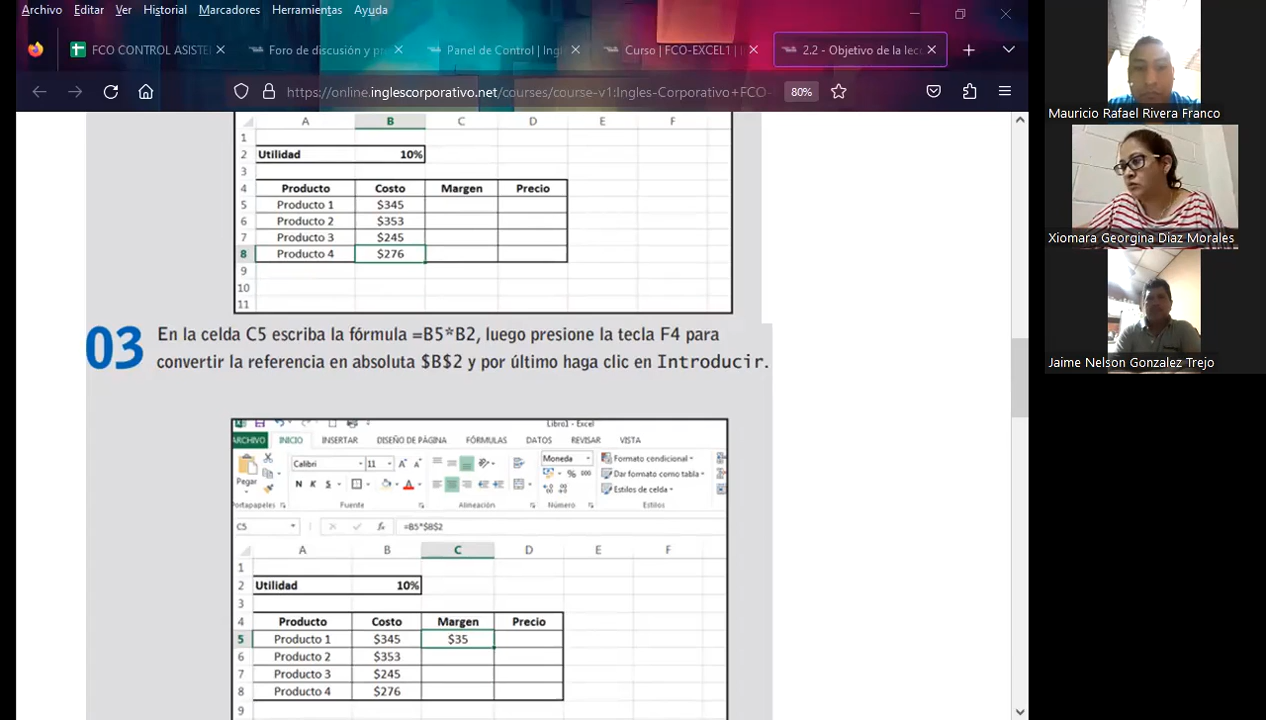 Archivo Editar Ver Historial Marcadores Herramientas Ayuda
FCO CONTROL ASISTE
Foro de discusión y pr
Panel de Control | Ingl
Curso | FCO-EXCEL1 |
2.2 - Objetivo de la lecc
https://online.inglescorporativo.net/courses/course-v1:Ingles-Corporativo+FCO-
80%
A B C D E F
1
2 Utilidad 10%
3
4 Producto Costo Margen Precio
5 Producto 1 $345
6 Producto 2 $353
7 Producto 3 $245
8 Producto 4 $276
9
10
11
03 En la celda C5 escriba la fórmula =B5*B2, luego presione la tecla F4 para
convertir la referencia en absoluta $B$2 y por último haga clic en Introducir.
Libro1 - Excel
ARCHIVO INICIO INSERTAR DISEÑO DE PÁGINA FÓRMULAS DATOS REVISAR VISTA
Calibri 11 Moneda Formato condicional
Pegar Dar formato como tabla
N K S Estilos de celda
Portapapeles Fuente Alineación Número Estilos
C5 fx =B5*$B$2
A B C D E F
1
2 Utilidad 10%
3
4 Producto Costo Margen Precio
5 Producto 1 $345 $35
6 Producto 2 $353
7 Producto 3 $245
8 Producto 4 $276
9
Mauricio Rafael Rivera Franco
Xiomara Georgina Diaz Morales
Jaime Nelson Gonzalez Trejo